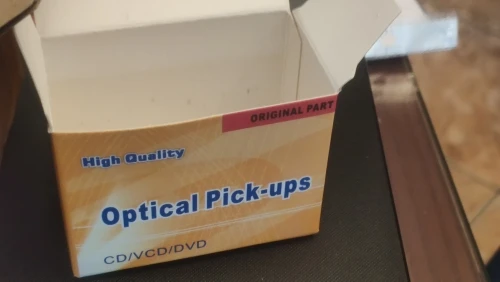 ORIGINAL PART
High Quality
Optical Pick-ups
CD/VCD/DVD